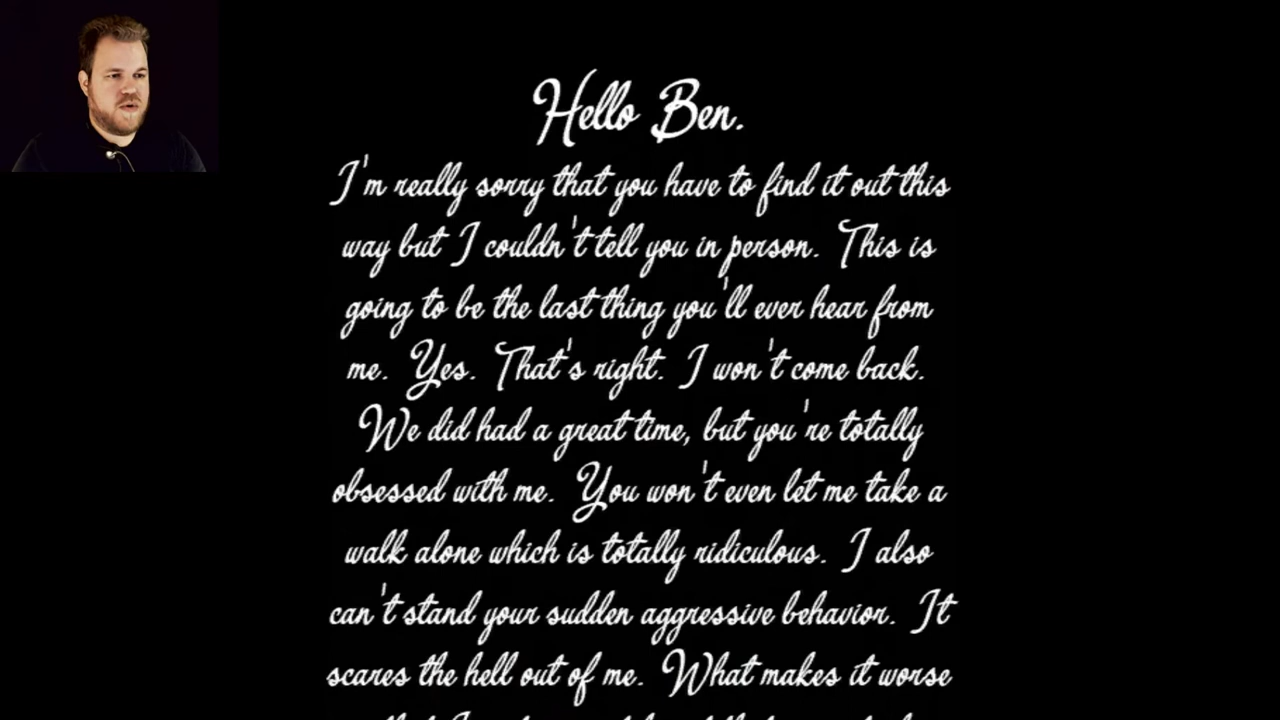 Hello Ben.
I'm really sorry that you have to find it out this
way but I couldn't tell you in person. This is
going to be the last thing you'll ever hear from
me. Yes. That's right. I won't come back.
We did had a great time, but you're totally
obsessed with me. You won't even let me take a
walk alone which is totally ridiculous. I also
can't stand your sudden aggressive behavior. It
scares the hell out of me. What makes it worse